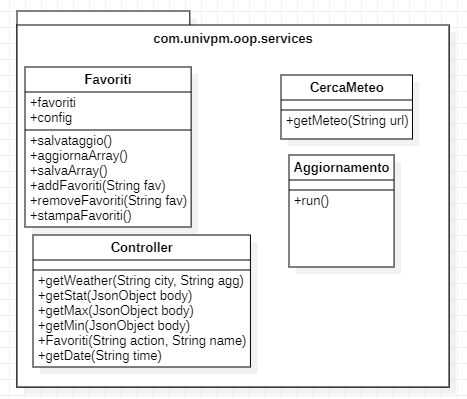 com.univpm.oop.services
Favoriti
+favoriti
+config
+salvataggio()
+aggiornaArray()
+salvaArray()
+addFavoriti(String fav)
+removeFavoriti(String fav)
+stampaFavoriti()
CercaMeteo
+getMeteo(String url)
Aggiornamento
+run()
Controller
+getWeather(String city, String agg)
+getStat(JsonObject body)
+getMax(JsonObject body)
+getMin(JsonObject body)
+Favoriti(String action, String name)
+getDate(String time)